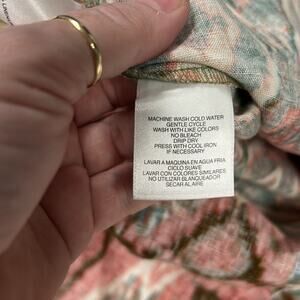 MACHINE WASH COLD WATER
GENTLE CYCLE
WASH WITH LIKE COLORS
NO BLEACH
DRIP DRY
PRESS WITH COOL IRON
IF NECESSARY
LAVAR A MAQUINA EN AGUA FRIA
CICLO SUAVE
LAVAR CON COLORES SIMILARES
NO UTILIZAR BLANQUEADOR
SECAR AL AIRE